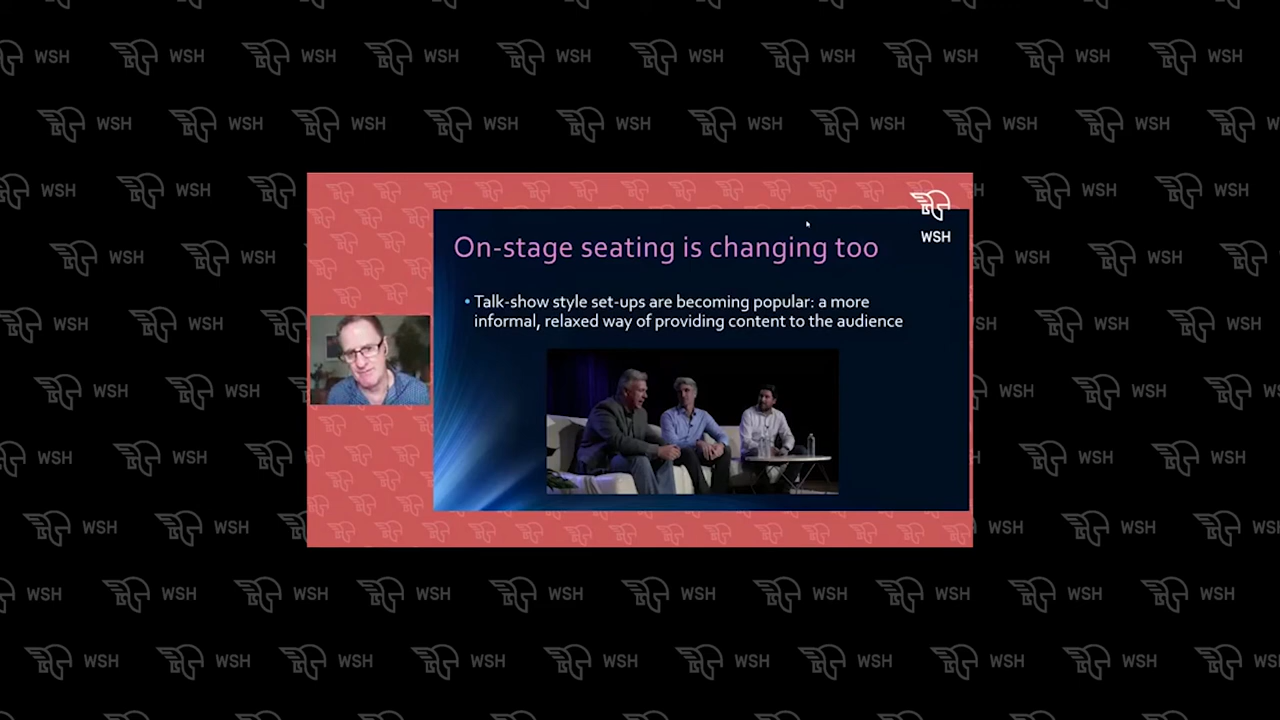 WSH
On-stage seating is changing too
• Talk-show style set-ups are becoming popular: a more
informal, relaxed way of providing content to the audience